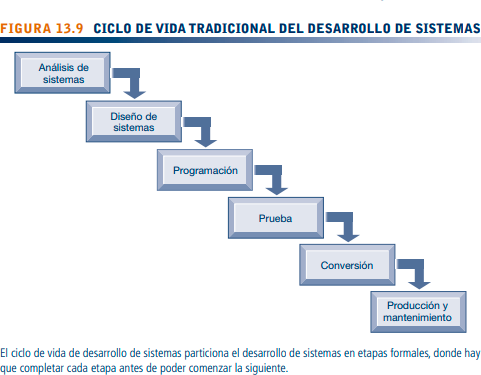 FIGURA 13.9 CICLO DE VIDA TRADICIONAL DEL DESARROLLO DE SISTEMAS
Análisis de
sistemas
Diseño de
sistemas
Programación
Prueba
Conversión
Producción y
mantenimiento
El ciclo de vida de desarrollo de sistemas particiona el desarrollo de sistemas en etapas formales, donde hay
que completar cada etapa antes de poder comenzar la siguiente.